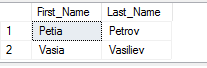 First_Name Last_Name
1 Petia Petrov
2 Vasia Vasiliev